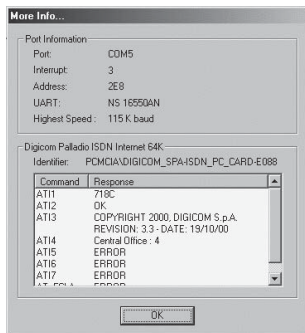 More Info...
Port Information
Port: COM5
Interrupt: 3
Address: 2E8
UART: NS 16550AN
Highest Speed : 115 K baud
Digicom Palladio ISDN Internet 64K
Identifier: PCMCIA\DIGICOM_SPA-ISDN_PC_CARD-E088
Command Response
ATI1 718C
ATI2 OK
ATI3 COPYRIGHT 2000, DIGICOM S.p.A.
REVISION: 3.3 - DATE: 19/10/00
ATI4 Central Office : 4
ATI5 ERROR
ATI6 ERROR
ATI7 ERROR
ERROR
OK